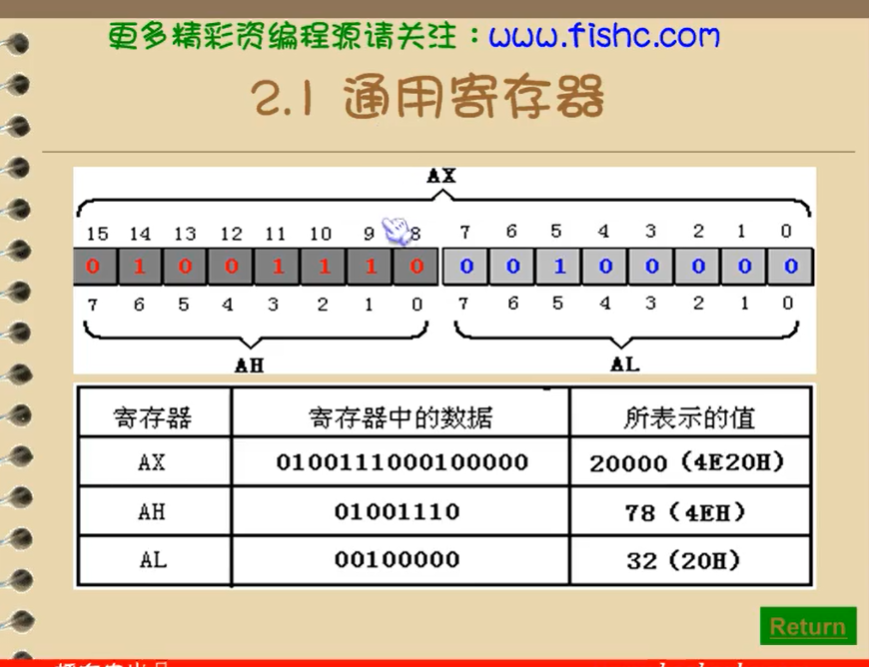 更多精彩资编程源请关注：www.fishc.com
2.1 通用寄存器
AX
15 14 13 12 11 10 9 8 7 6 5 4 3 2 1 0
0 1 0 0 1 1 1 0 0 0 1 0 0 0 0 0
7 6 5 4 3 2 1 0 7 6 5 4 3 2 1 0
AH AL
寄存器 寄存器中的数据 所表示的值
AX 0100111000100000 20000（4E20H）
AH 01001110 78（4EH）
AL 00100000 32（20H）
Return